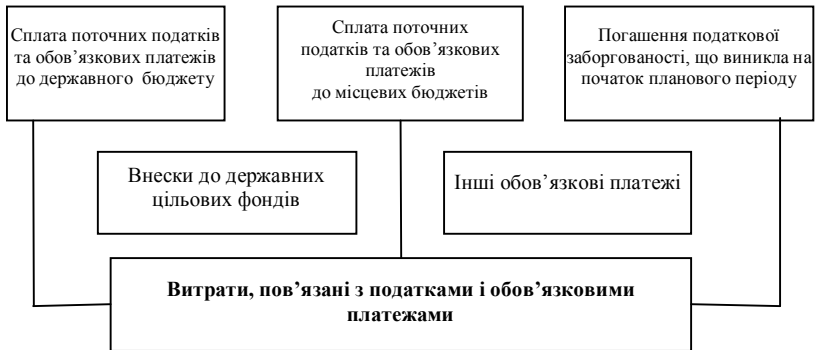 Сплата поточних податків
та обов’язкових платежів
до державного бюджету
Сплата поточних
податків та обов’язкових
платежів
до місцевих бюджетів
Погашення податкової
заборгованості, що виникла на
початок планового періоду
Внески до державних
цільових фондів
Інші обов’язкові платежі
Витрати, пов’язані з податками і обов’язковими
платежами